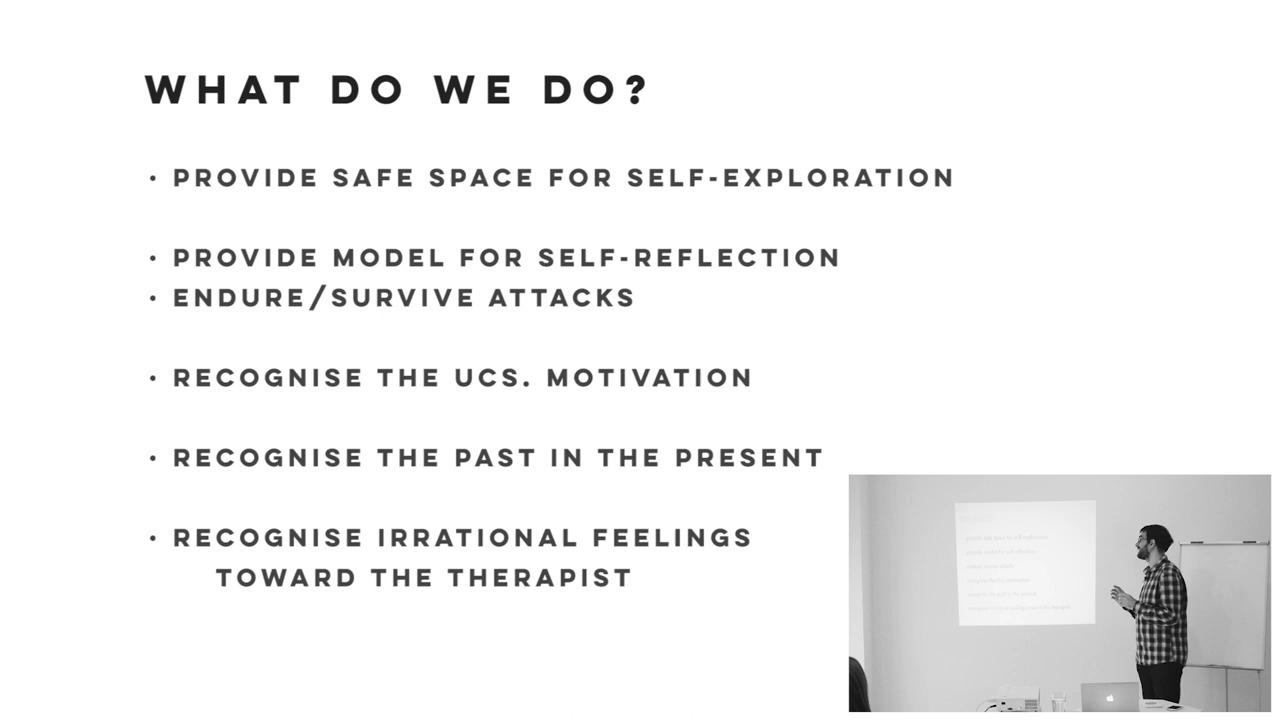 WHAT DO WE DO?
• PROVIDE SAFE SPACE FOR SELF-EXPLORATION
• PROVIDE MODEL FOR SELF-REFLECTION
• ENDURE/SURVIVE ATTACKS
• RECOGNISE THE UCS. MOTIVATION
• RECOGNISE THE PAST IN THE PRESENT
• RECOGNISE IRRATIONAL FEELINGS
TOWARD THE THERAPIST